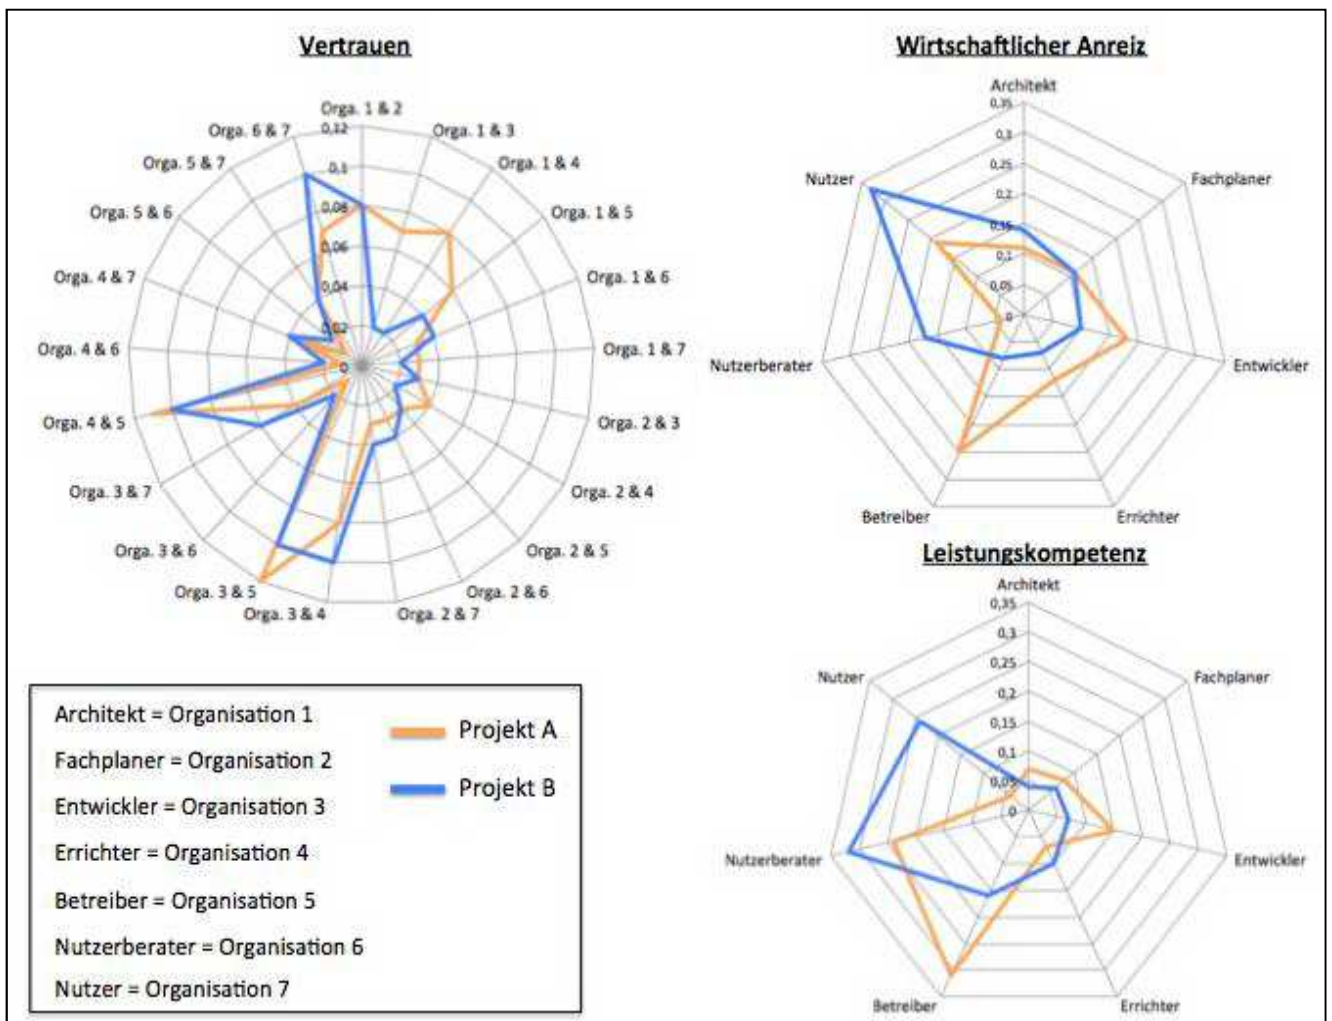 Vertrauen
Orga. 1 & 2
Orga. 1 & 3
Orga. 1 & 4
Orga. 1 & 5
Orga. 1 & 6
Orga. 1 & 7
Orga. 2 & 3
Orga. 2 & 4
Orga. 2 & 5
Orga. 2 & 6
Orga. 2 & 7
Orga. 3 & 4
Orga. 3 & 5
Orga. 3 & 6
Orga. 3 & 7
Orga. 4 & 5
Orga. 4 & 6
Orga. 4 & 7
Orga. 5 & 6
Orga. 5 & 7
Orga. 6 & 7
0,12
0,1
0,08
0,06
0,04
0,02
0
Wirtschaftlicher Anreiz
Architekt
Fachplaner
Entwickler
Errichter
Betreiber
Nutzerberater
Nutzer
0,35
0,3
0,25
0,2
0,15
0,1
0,05
0
Leistungskompetenz
Architekt
Fachplaner
Entwickler
Errichter
Betreiber
Nutzerberater
Nutzer
0,35
0,3
0,25
0,2
0,15
0,1
0,05
0
Architekt = Organisation 1
Fachplaner = Organisation 2
Entwickler = Organisation 3
Errichter = Organisation 4
Betreiber = Organisation 5
Nutzerberater = Organisation 6
Nutzer = Organisation 7
Projekt A
Projekt B